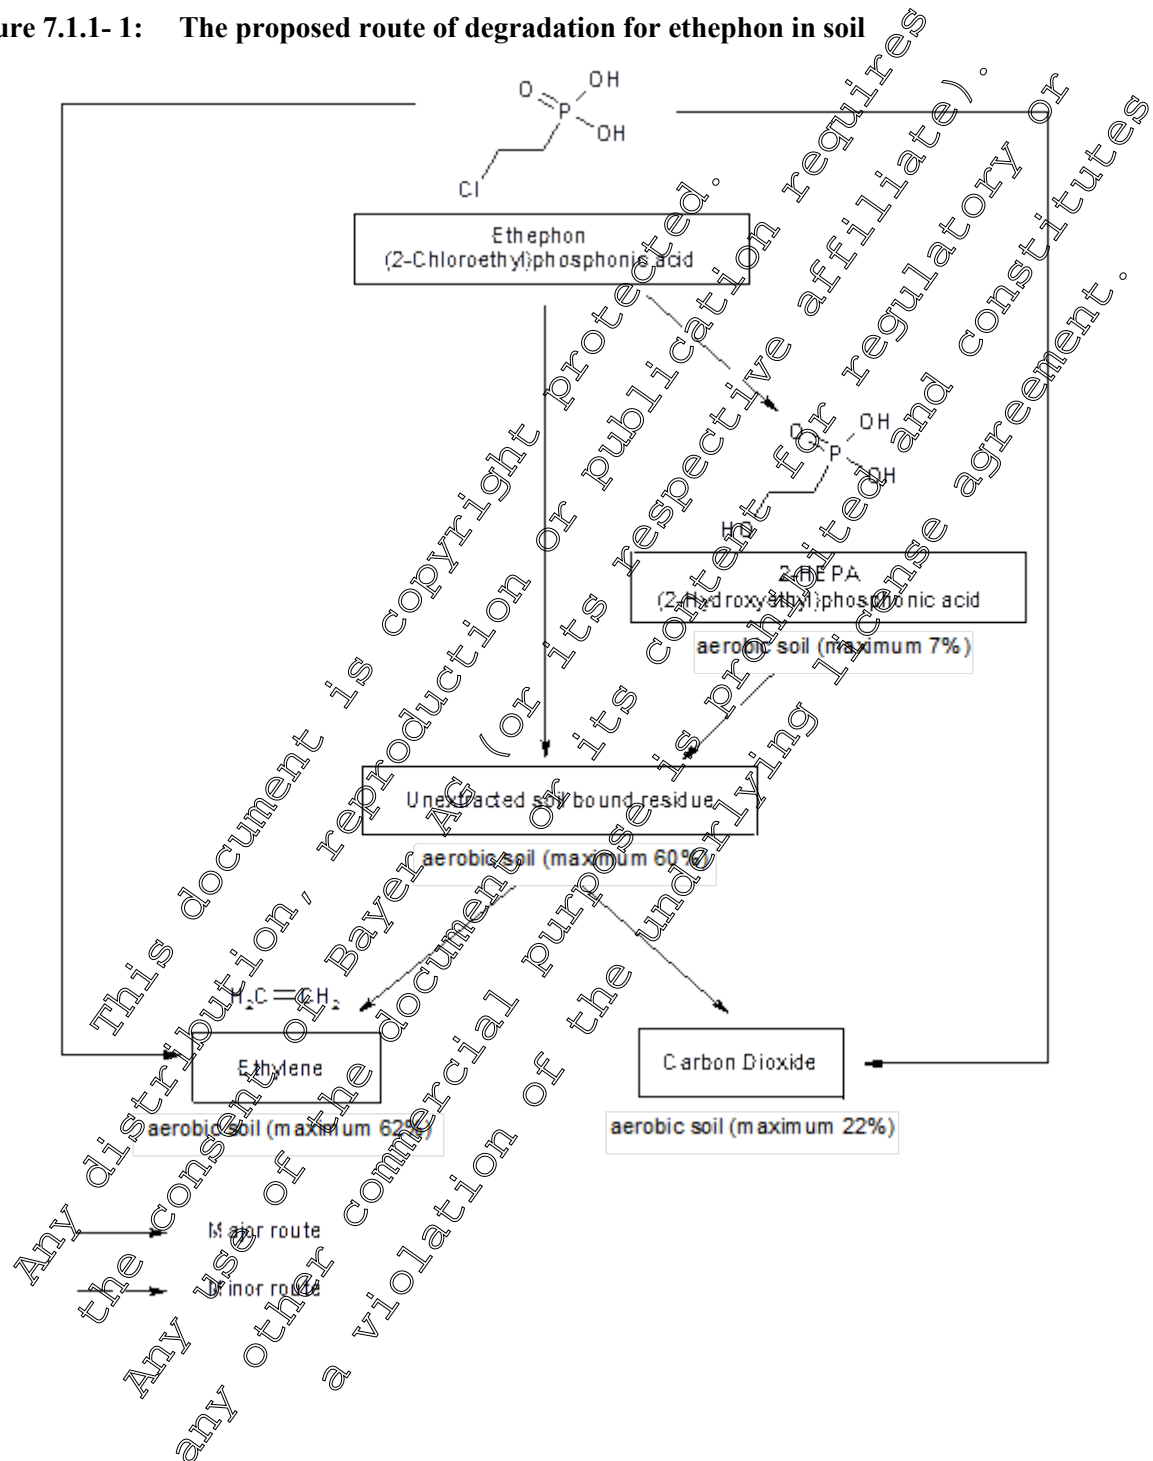 ure 7.1.1- 1: The proposed route of degradation for ethephon in soil
O
OH
P
OH
Cl
Ethephon
(2-Chloroethyl)phosphonic acid
O
OH
P
OH
HO
2-HEPA
(2-Hydroxyethyl)phosphonic acid
aerobic soil (maximum 7%)
Unextracted soil bound residue
aerobic soil (maximum 60%)
H2C=CH2
Ethylene
aerobic soil (maximum 62%)
Carbon Dioxide
aerobic soil (maximum 22%)
Major route
Minor route
This document is copyright protected.
Any distribution, reproduction or publication requires
the consent of Bayer AG (or its respective affiliate).
Any use of the document or its content for regulatory or
any other commercial purpose is prohibited and constitutes
a violation of the underlying license agreement.